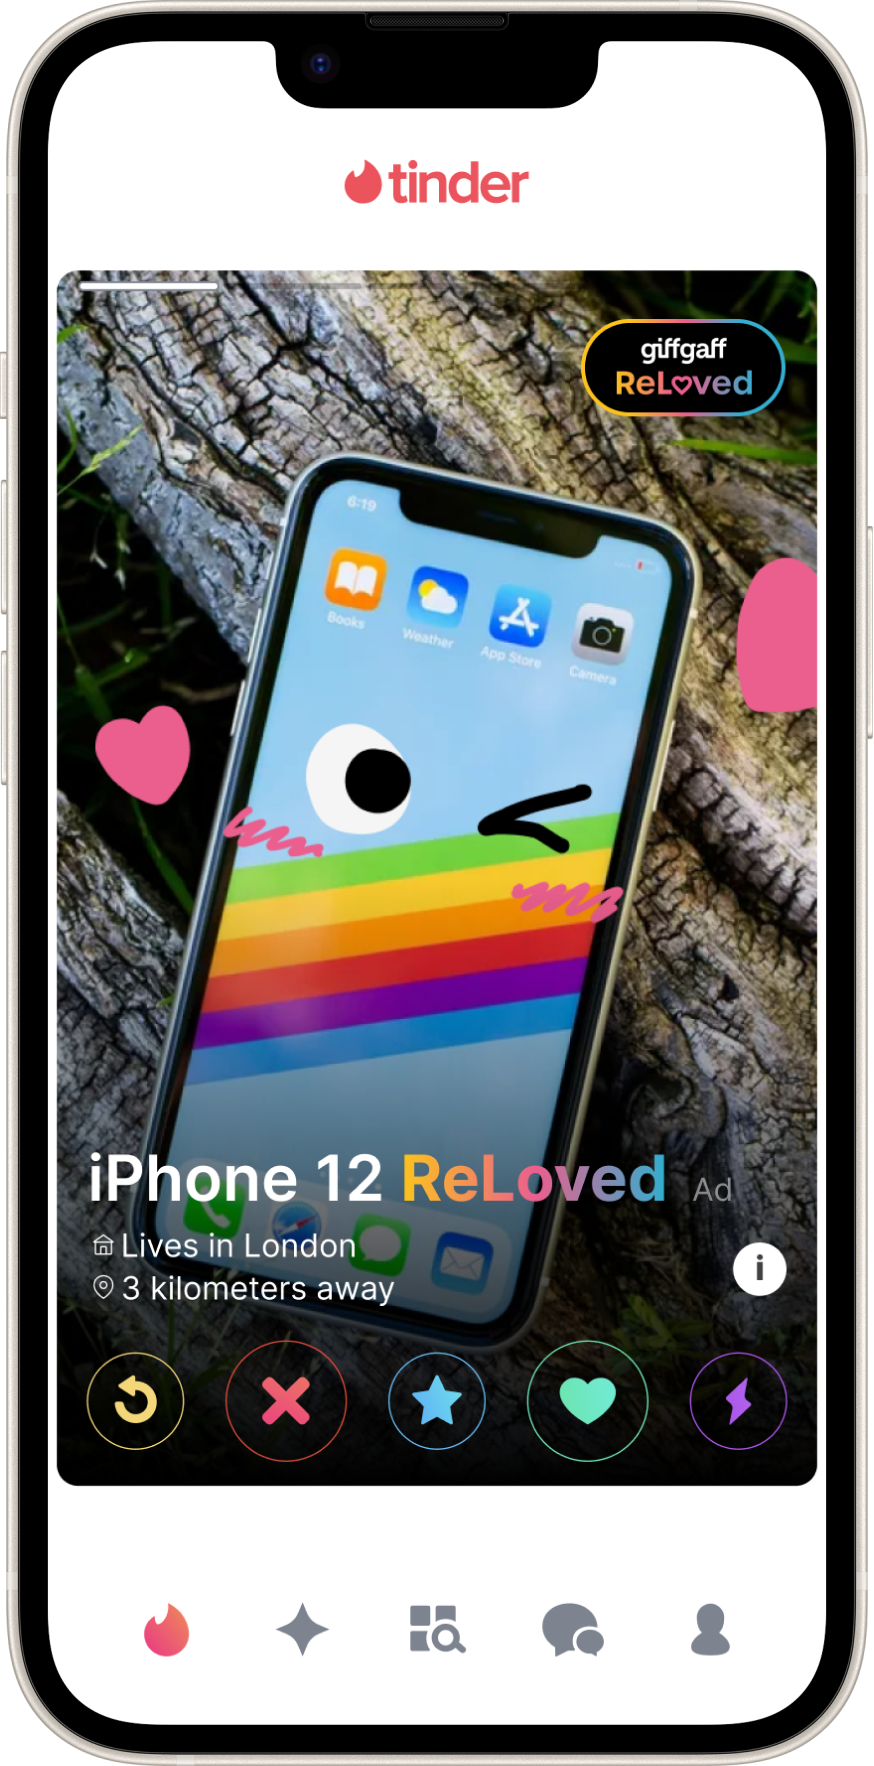 tinder
giffgaff
ReLoved
6:19
Books
Weather
App Store
Camera
iPhone 12 ReLoved Ad
Lives in London
3 kilometers away
i